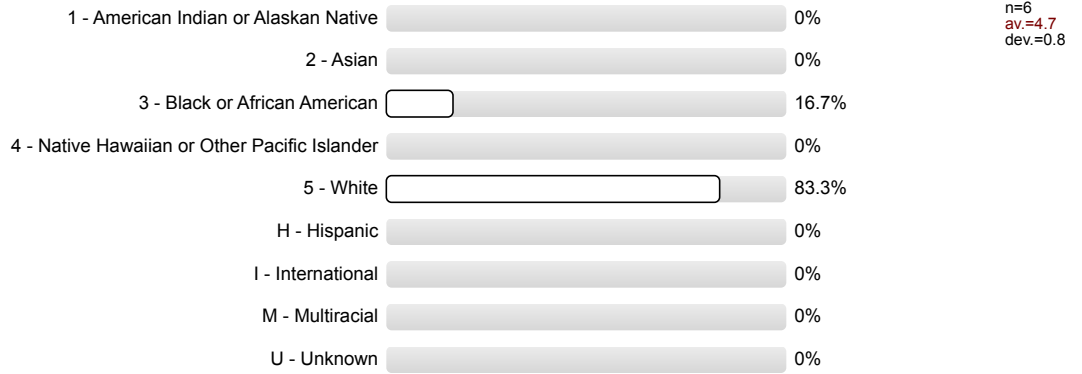 1 - American Indian or Alaskan Native 0%
n=6
av.=4.7
dev.=0.8
2 - Asian 0%
3 - Black or African American 16.7%
4 - Native Hawaiian or Other Pacific Islander 0%
5 - White 83.3%
H - Hispanic 0%
I - International 0%
M - Multiracial 0%
U - Unknown 0%